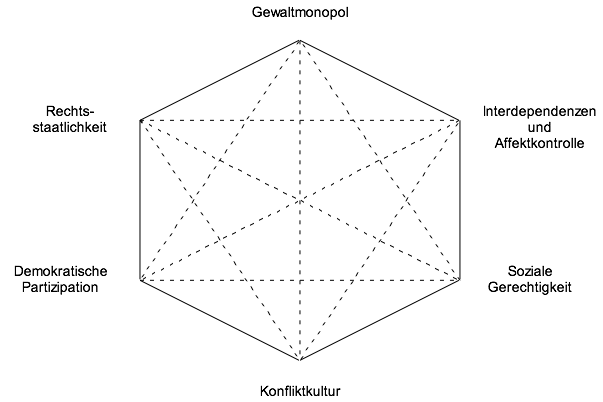 Gewaltmonopol
Rechts-
staatlichkeit
Interdependenzen
und
Affektkontrolle
Demokratische
Partizipation
Soziale
Gerechtigkeit
Konfliktkultur